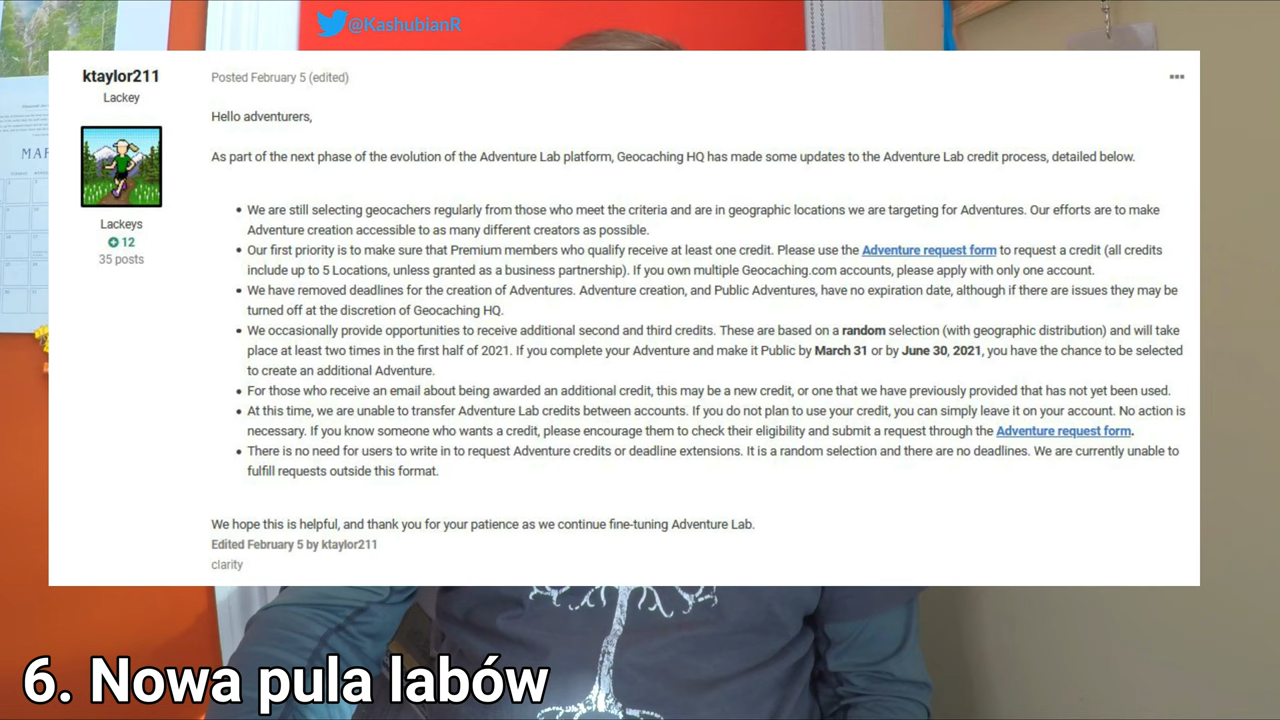 @KashubianR
ktaylor211
Lackey
Lackeys
12
35 posts
Posted February 5 (edited)
Hello adventurers,
As part of the next phase of the evolution of the Adventure Lab platform, Geocaching HQ has made some updates to the Adventure Lab credit process, detailed below.
• We are still selecting geocachers regularly from those who meet the criteria and are in geographic locations we are targeting for Adventures. Our efforts are to make
Adventure creation accessible to as many different creators as possible.
• Our first priority is to make sure that Premium members who qualify receive at least one credit. Please use the Adventure request form to request a credit (all credits
include up to 5 Locations, unless granted as a business partnership). If you own multiple Geocaching.com accounts, please apply with only one account.
• We have removed deadlines for the creation of Adventures. Adventure creation, and Public Adventures, have no expiration date, although if there are issues they may be
turned off at the discretion of Geocaching HQ.
• We occasionally provide opportunities to receive additional second and third credits. These are based on a random selection (with geographic distribution) and will take
place at least two times in the first half of 2021. If you complete your Adventure and make it Public by March 31 or by June 30, 2021, you have the chance to be selected
to create an additional Adventure.
• For those who receive an email about being awarded an additional credit, this may be a new credit, or one that we have previously provided that has not yet been used.
• At this time, we are unable to transfer Adventure Lab credits between accounts. If you do not plan to use your credit, you can simply leave it on your account. No action is
necessary. If you know someone who wants a credit, please encourage them to check their eligibility and submit a request through the Adventure request form.
• There is no need for users to write in to request Adventure credits or deadline extensions. It is a random selection and there are no deadlines. We are currently unable to
fulfill requests outside this format.
We hope this is helpful, and thank you for your patience as we continue fine-tuning Adventure Lab.
Edited February 5 by ktaylor211
clarity
MAR
6. Nowa pula labów